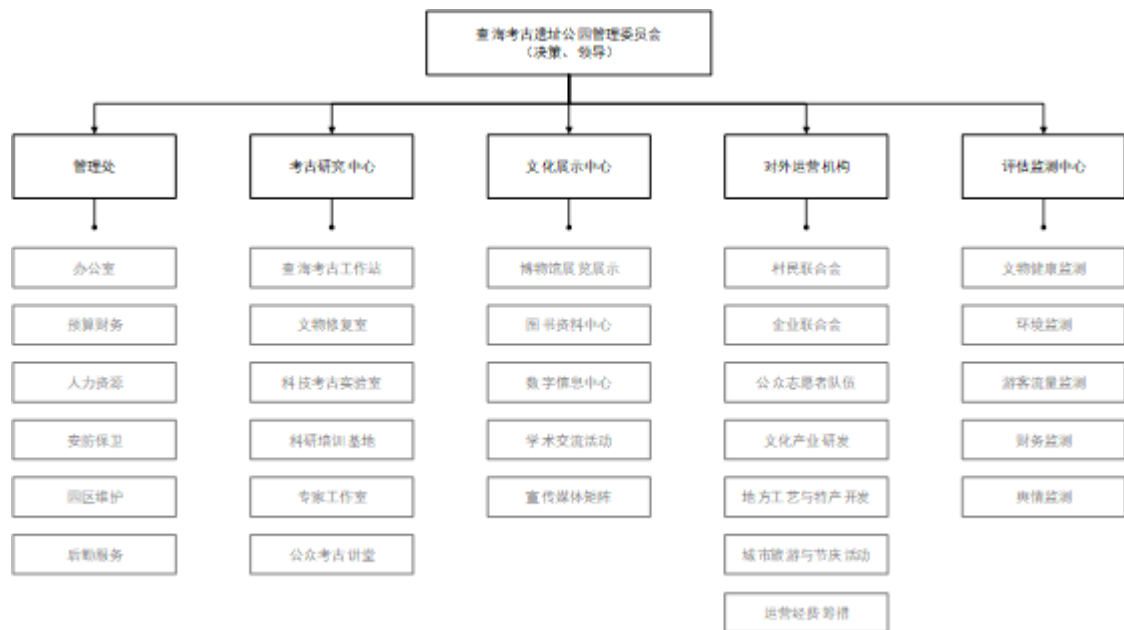 查海考古遗址公园管理委员会
（决策、领导）
管理处
考古研究中心
文化展示中心
对外运营机构
评估监测中心
办公室
查海考古工作站
博物馆展览展示
村民联合会
文物健康监测
预算财务
文物修复室
图书资料中心
企业联合会
环境监测
人力资源
科技考古实验室
数字信息中心
公众志愿者队伍
游客流量监测
安防保卫
科研培训基地
学术交流活动
文化产业研发
财务监测
园区维护
专家工作室
宣传媒体矩阵
地方工艺与特产开发
舆情监测
后勤服务
公众考古讲堂
城市旅游与节庆活动
运营经费筹措